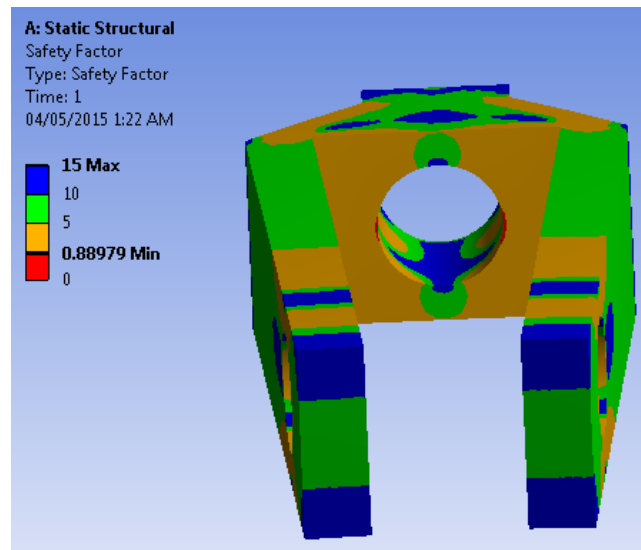 A: Static Structural
Safety Factor
Type: Safety Factor
Time: 1
04/05/2015 1:22 AM
15 Max
10
5
0.88979 Min
0